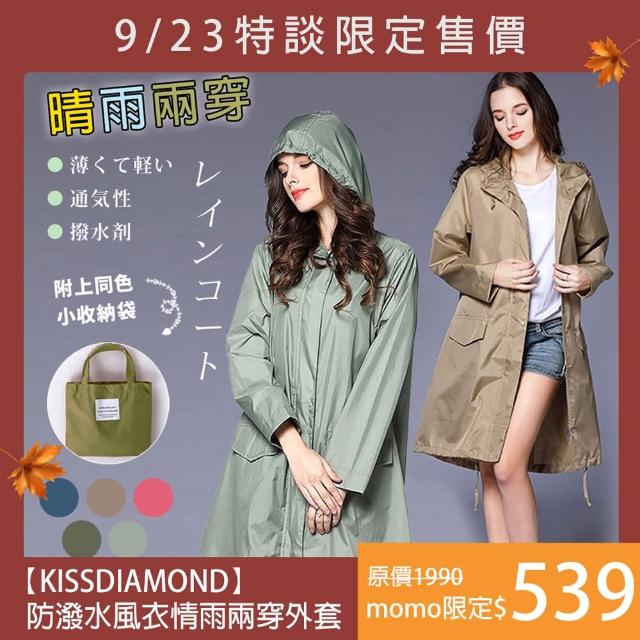 9/23特談限定售價
晴雨兩穿
薄くて軽い
通気性
撥水剤
レインコート
附上同色
小收納袋
【KISSDIAMOND】
防潑水風衣情雨兩穿外套
原價1990
momo限定$539